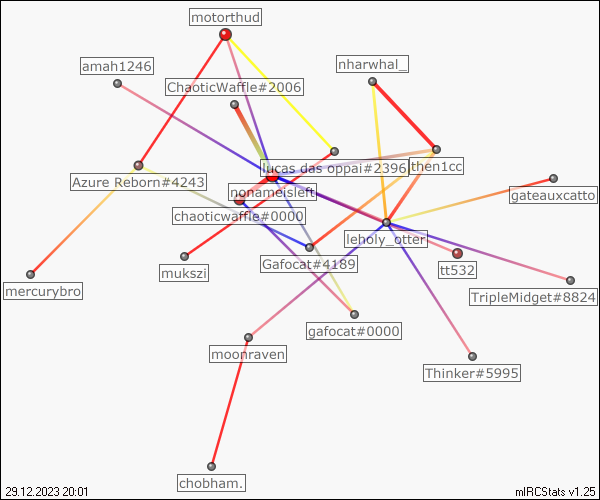 motorthud
amah1246
nharwhal_
ChaoticWaffle#2006
lucas das oppai#2396
then1cc
Azure Reborn#4243
nonameisleft
gateauxcatto
chaoticwaffle#0000
leholy_otter
Gafocat#4189
mukszi
tt532
mercurybro
TripleMidget#8824
gafocat#0000
moonraven
Thinker#5995
chobham.
29.12.2023 20:01
mIRCStats v1.25